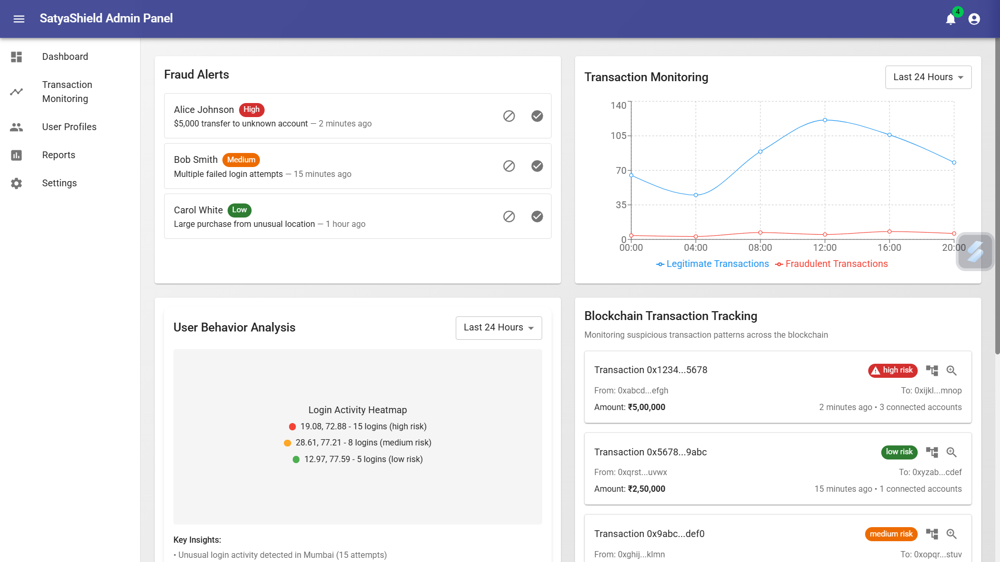 SatyaShield Admin Panel
4
Dashboard
Transaction
Monitoring
User Profiles
Reports
Settings
Fraud Alerts
Alice Johnson High
$5,000 transfer to unknown account — 2 minutes ago
Bob Smith Medium
Multiple failed login attempts — 15 minutes ago
Carol White Low
Large purchase from unusual location — 1 hour ago
Transaction Monitoring
Last 24 Hours
140
105
70
35
0
00:00 04:00 08:00 12:00 16:00 20:00
Legitimate Transactions Fraudulent Transactions
User Behavior Analysis
Last 24 Hours
Login Activity Heatmap
19.08, 72.88 - 15 logins (high risk)
28.61, 77.21 - 8 logins (medium risk)
12.97, 77.59 - 5 logins (low risk)
Key Insights:
• Unusual login activity detected in Mumbai (15 attempts)
Blockchain Transaction Tracking
Monitoring suspicious transaction patterns across the blockchain
Transaction 0x1234...5678 high risk
From: 0xabcd...efgh To: 0xijkl...mnop
Amount: ₹5,00,000 2 minutes ago • 3 connected accounts
Transaction 0x5678...9abc low risk
From: 0xqrst...uvwx To: 0xyzab...cdef
Amount: ₹2,50,000 15 minutes ago • 1 connected accounts
Transaction 0x9abc...def0 medium risk
From: 0xghij...klmn To: 0xopqr...stuv